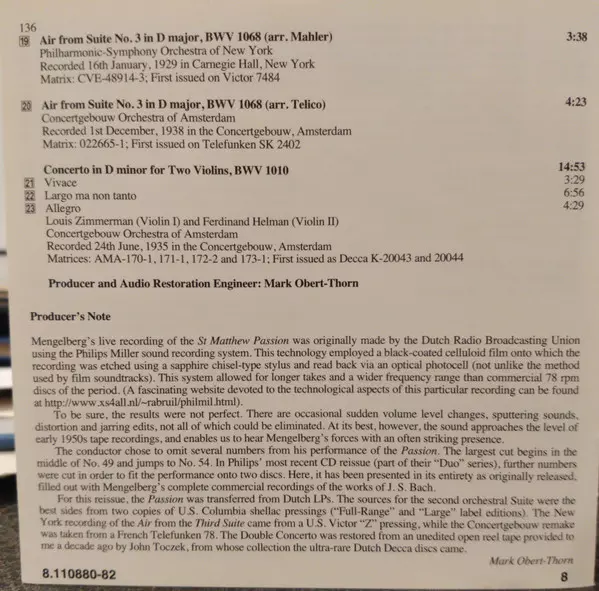 136
19 Air from Suite No. 3 in D major, BWV 1068 (arr. Mahler) 3:38
Philharmonic-Symphony Orchestra of New York
Recorded 16th January, 1929 in Carnegie Hall, New York
Matrix: CVE-48914-3; First issued on Victor 7484
20 Air from Suite No. 3 in D major, BWV 1068 (arr. Telico) 4:23
Concertgebouw Orchestra of Amsterdam
Recorded 1st December, 1938 in the Concertgebouw, Amsterdam
Matrix: 022665-1; First issued on Telefunken SK 2402
Concerto in D minor for Two Violins, BWV 1010 14:53
21 Vivace 3:29
22 Largo ma non tanto 6:56
23 Allegro 4:29
Louis Zimmerman (Violin I) and Ferdinand Helman (Violin II)
Concertgebouw Orchestra of Amsterdam
Recorded 24th June, 1935 in the Concertgebouw, Amsterdam
Matrices: AMA-170-1, 171-1, 172-2 and 173-1; First issued as Decca K-20043 and 20044
Producer and Audio Restoration Engineer: Mark Obert-Thorn
Producer's Note
Mengelberg's live recording of the St Matthew Passion was originally made by the Dutch Radio Broadcasting Union
using the Philips Miller sound recording system. This technology employed a black-coated celluloid film onto which the
recording was etched using a sapphire chisel-type stylus and read back via an optical photocell (not unlike the method
used by film soundtracks). This system allowed for longer takes and a wider frequency range than commercial 78 rpm
discs of the period. (A fascinating website devoted to the technological aspects of this particular recording can be found
at http://www.xs4all.nl/~rabruil/philmil.html).
To be sure, the results were not perfect. There are occasional sudden volume level changes, sputtering sounds,
distortion and jarring edits, not all of which could be eliminated. At its best, however, the sound approaches the level of
early 1950s tape recordings, and enables us to hear Mengelberg's forces with an often striking presence.
The conductor chose to omit several numbers from his performance of the Passion. The largest cut begins in the
middle of No. 49 and jumps to No. 54. In Philips' most recent CD reissue (part of their "Duo" series), further numbers
were cut in order to fit the performance onto two discs. Here, it has been presented in its entirety as originally released,
filled out with Mengelberg's complete commercial recordings of the works of J. S. Bach.
For this reissue, the Passion was transferred from Dutch LPs. The sources for the second orchestral Suite were the
best sides from two copies of U.S. Columbia shellac pressings ("Full-Range" and "Large" label editions). The New
York recording of the Air from the Third Suite came from a U.S. Victor "Z" pressing, while the Concertgebouw remake
was taken from a French Telefunken 78. The Double Concerto was restored from an unedited open reel tape provided to
me a decade ago by John Toczek, from whose collection the ultra-rare Dutch Decca discs came.
Mark Obert-Thorn
8.110880-82 8